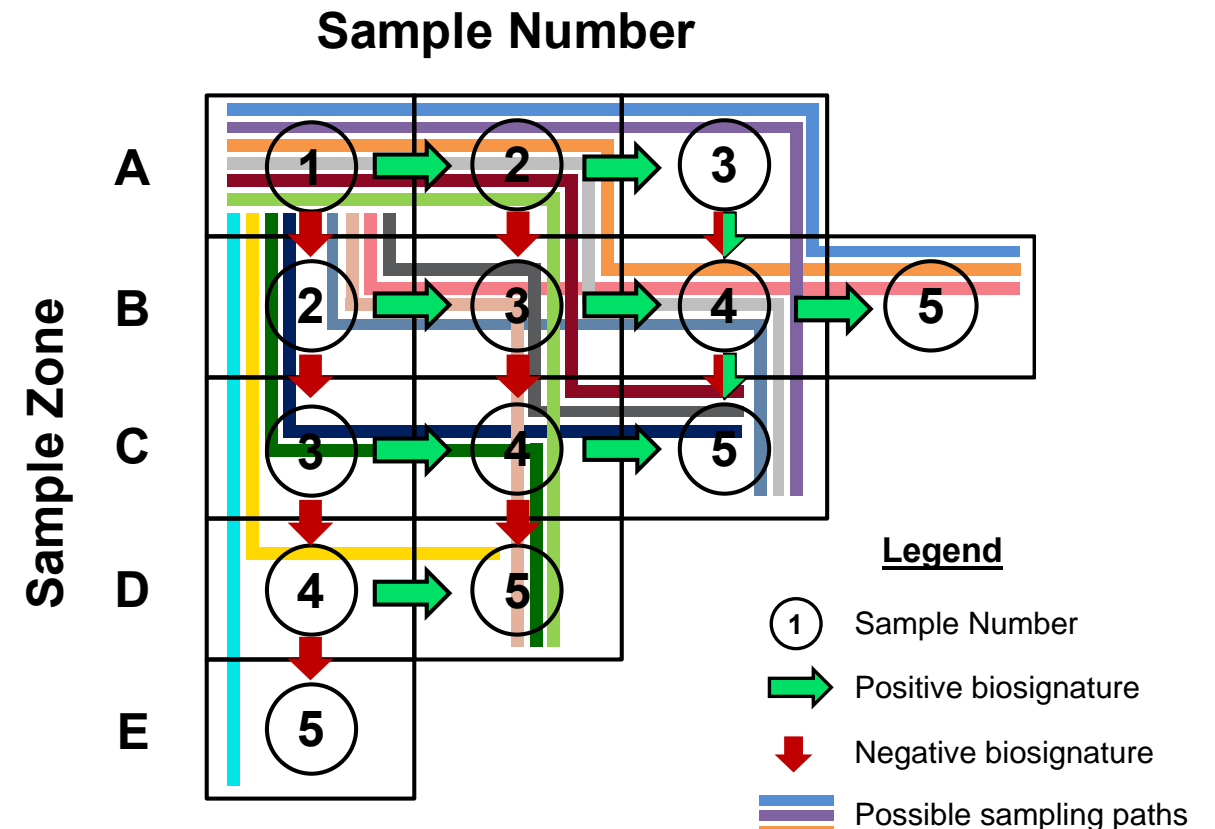 Sample Number
A
1
2
3
B
2
3
4
5
Sample Zone
C
3
4
5
D
4
5
E
5
Legend
1 Sample Number
Positive biosignature
Negative biosignature
Possible sampling paths